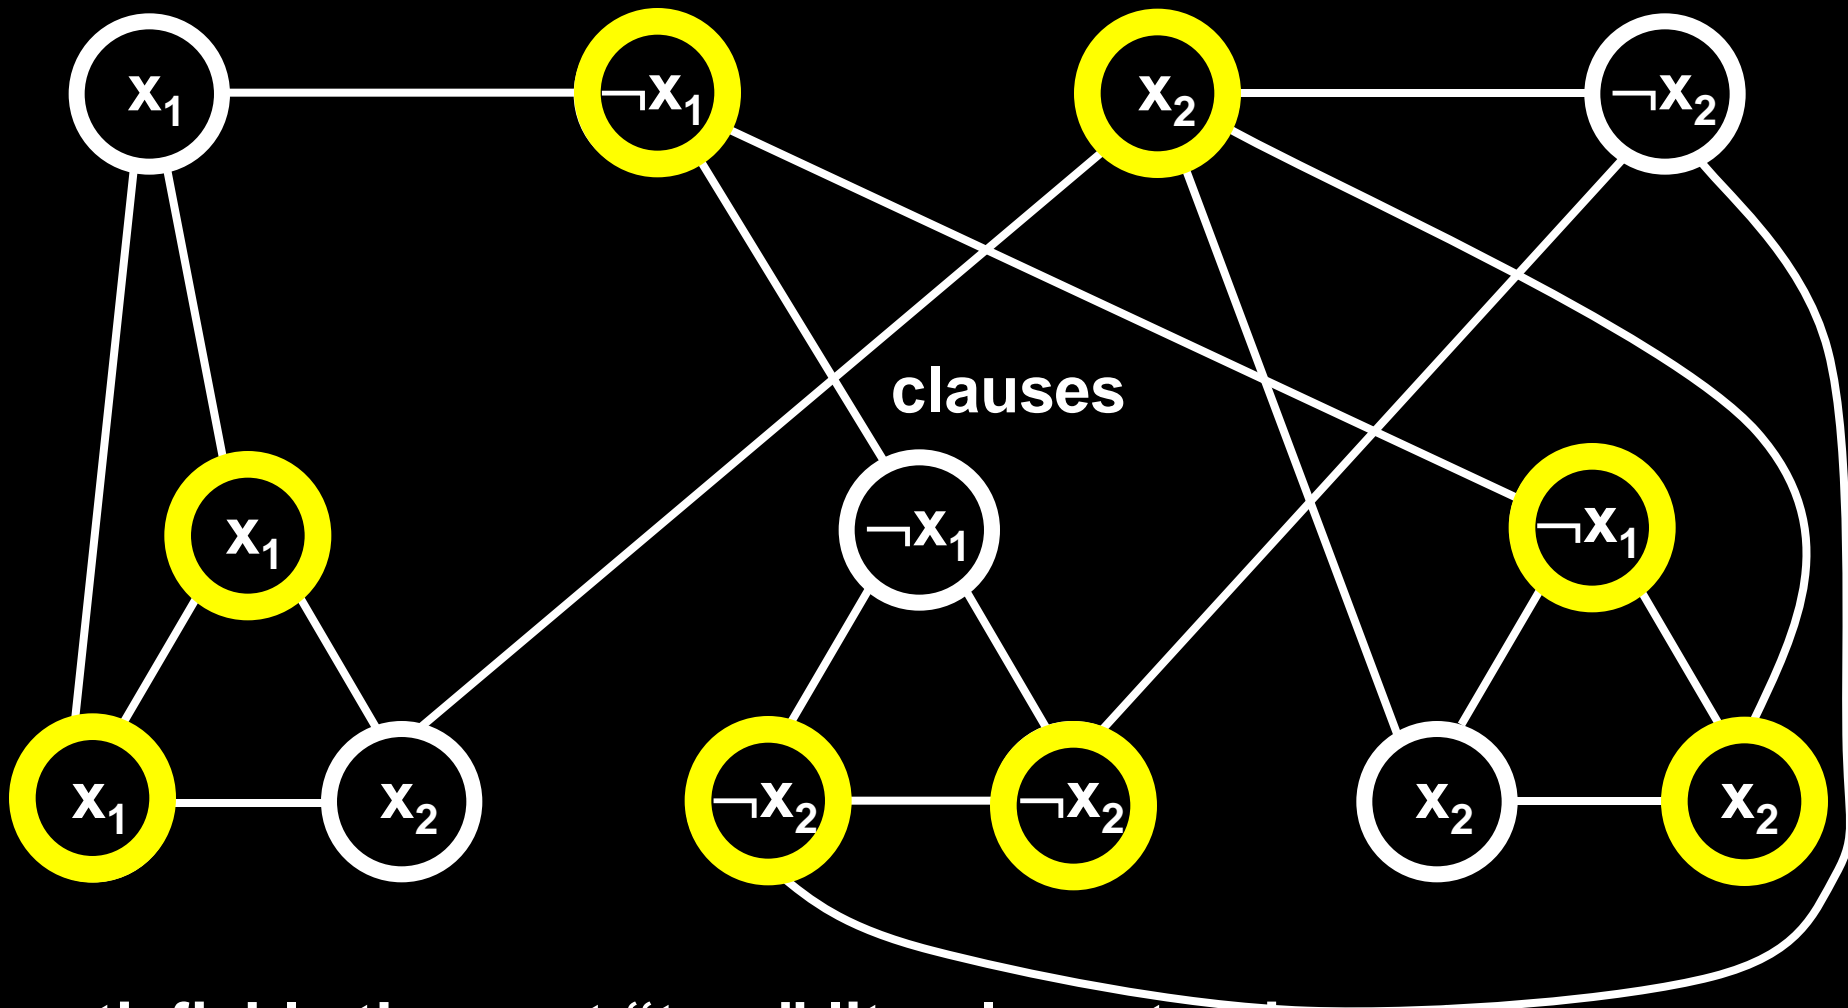 x₁ ¬x₁ x₂ ¬x₂
clauses
x₁ ¬x₁ ¬x₁
x₁ x₂ ¬x₂ ¬x₂ x₂ x₂